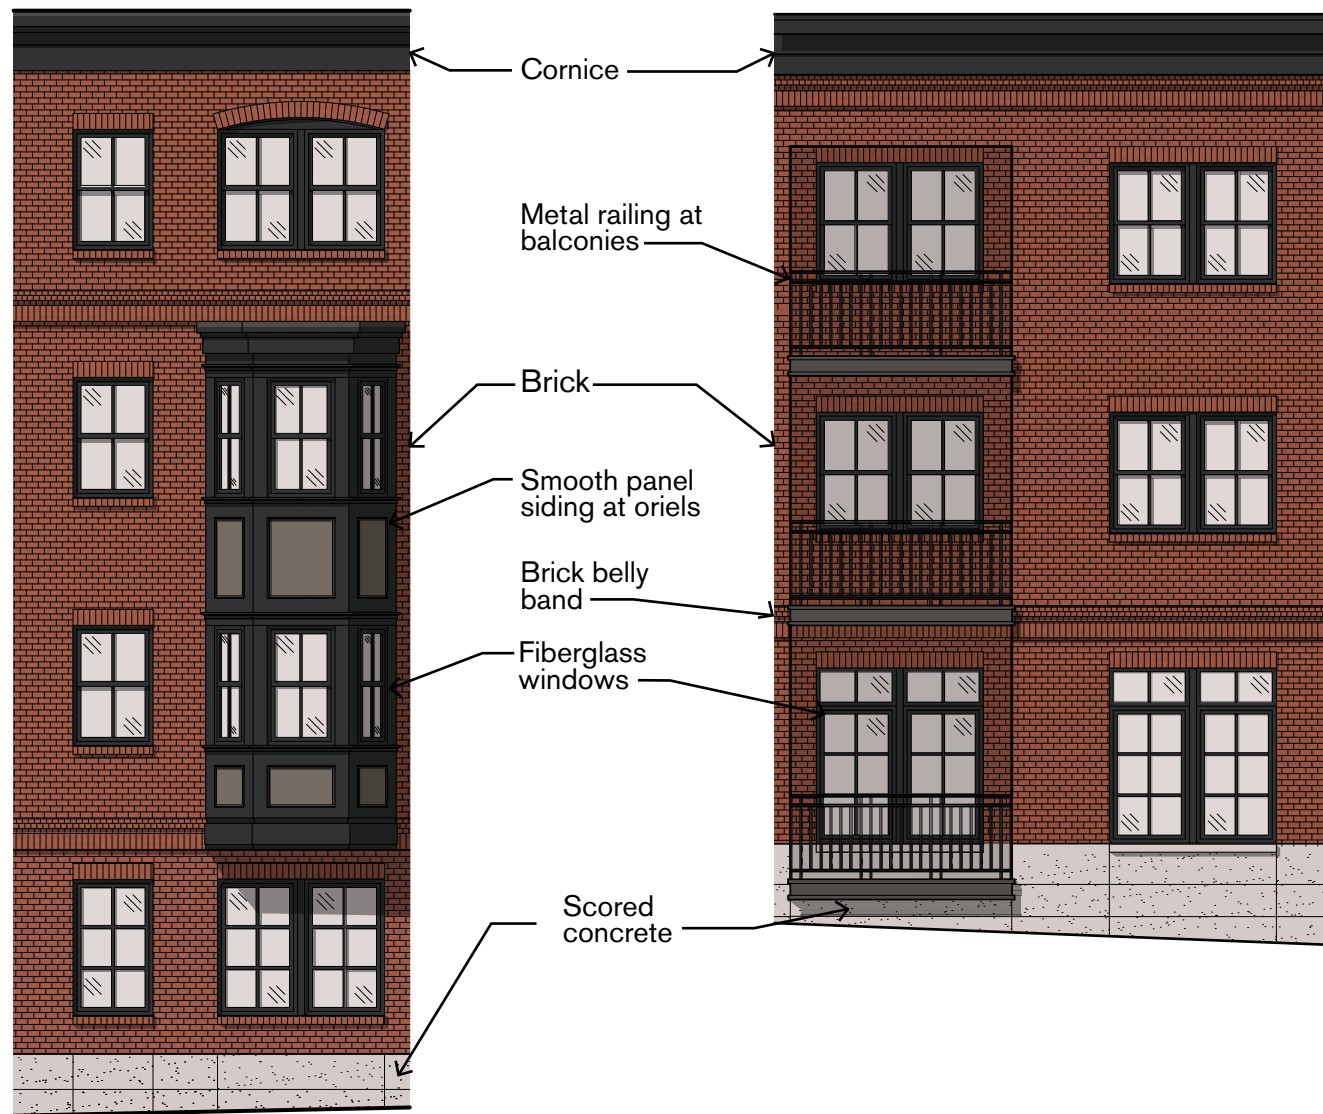 Cornice
Metal railing at
balconies
Brick
Smooth panel
siding at oriels
Brick belly
band
Fiberglass
windows
Scored
concrete